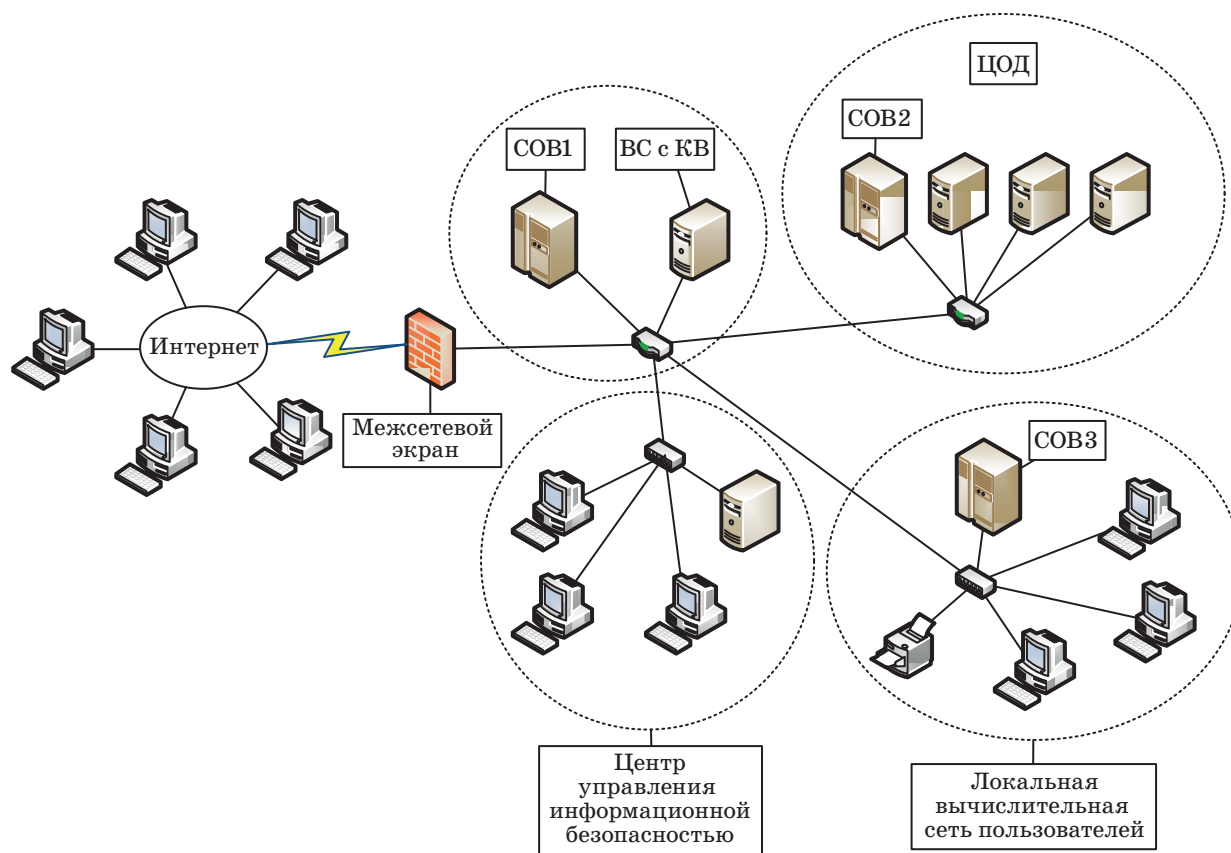 ЦОД
СОВ1
ВС с КВ
СОВ2
Интернет
Межсетевой
экран
СОВ3
Центр
управления
информационной
безопасностью
Локальная
вычислительная
сеть пользователей